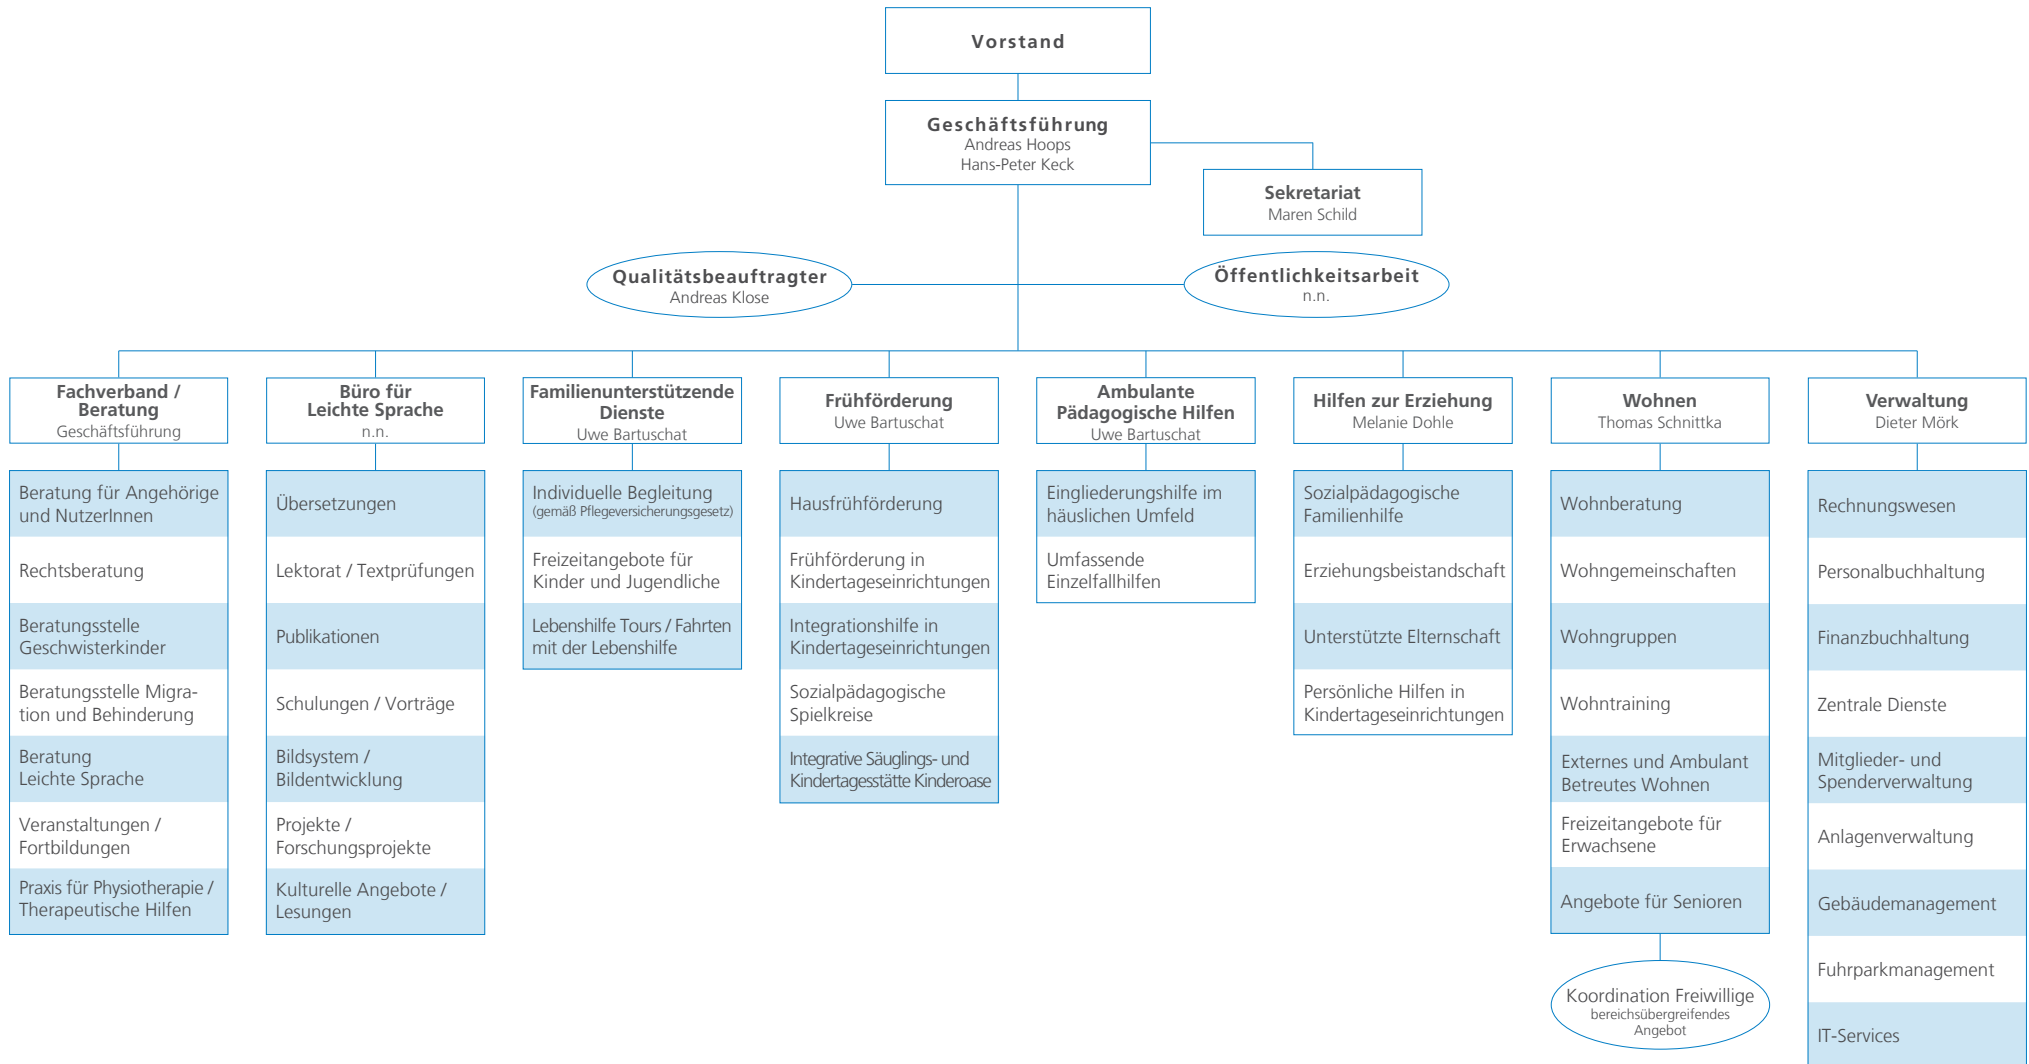 Vorstand
Geschäftsführung
Andreas Hoops
Hans-Peter Keck
Sekretariat
Maren Schild
Qualitätsbeauftragter
Andreas Klose
Öffentlichkeitsarbeit
n.n.
Fachverband /
Beratung
Geschäftsführung
Beratung für Angehörige
und NutzerInnen
Rechtsberatung
Beratungsstelle
Geschwisterkinder
Beratungsstelle Migra-
tion und Behinderung
Beratung
Leichte Sprache
Veranstaltungen /
Fortbildungen
Praxis für Physiotherapie /
Therapeutische Hilfen
Büro für
Leichte Sprache
n.n.
Übersetzungen
Lektorat / Textprüfungen
Publikationen
Schulungen / Vorträge
Bildsystem /
Bildentwicklung
Projekte /
Forschungsprojekte
Kulturelle Angebote /
Lesungen
Familienunterstützende
Dienste
Uwe Bartuschat
Individuelle Begleitung
(gemäß Pflegeversicherungsgesetz)
Freizeitangebote für
Kinder und Jugendliche
Lebenshilfe Tours / Fahrten
mit der Lebenshilfe
Frühförderung
Uwe Bartuschat
Hausfrühförderung
Frühförderung in
Kindertageseinrichtungen
Integrationshilfe in
Kindertageseinrichtungen
Sozialpädagogische
Spielkreise
Integrative Säuglings- und
Kindertagesstätte Kinderoase
Ambulante
Pädagogische Hilfen
Uwe Bartuschat
Eingliederungshilfe im
häuslichen Umfeld
Umfassende
Einzelfallhilfen
Hilfen zur Erziehung
Melanie Dohle
Sozialpädagogische
Familienhilfe
Erziehungsbeistandschaft
Unterstützte Elternschaft
Persönliche Hilfen in
Kindertageseinrichtungen
Wohnen
Thomas Schnittka
Wohnberatung
Wohngemeinschaften
Wohngruppen
Wohntraining
Externes und Ambulant
Betreutes Wohnen
Freizeitangebote für
Erwachsene
Angebote für Senioren
Koordination Freiwillige
bereichsübergreifendes
Angebot
Verwaltung
Dieter Mörk
Rechnungswesen
Personalbuchhaltung
Finanzbuchhaltung
Zentrale Dienste
Mitglieder- und
Spenderverwaltung
Anlagenverwaltung
Gebäudemanagement
Fuhrparkmanagement
IT-Services